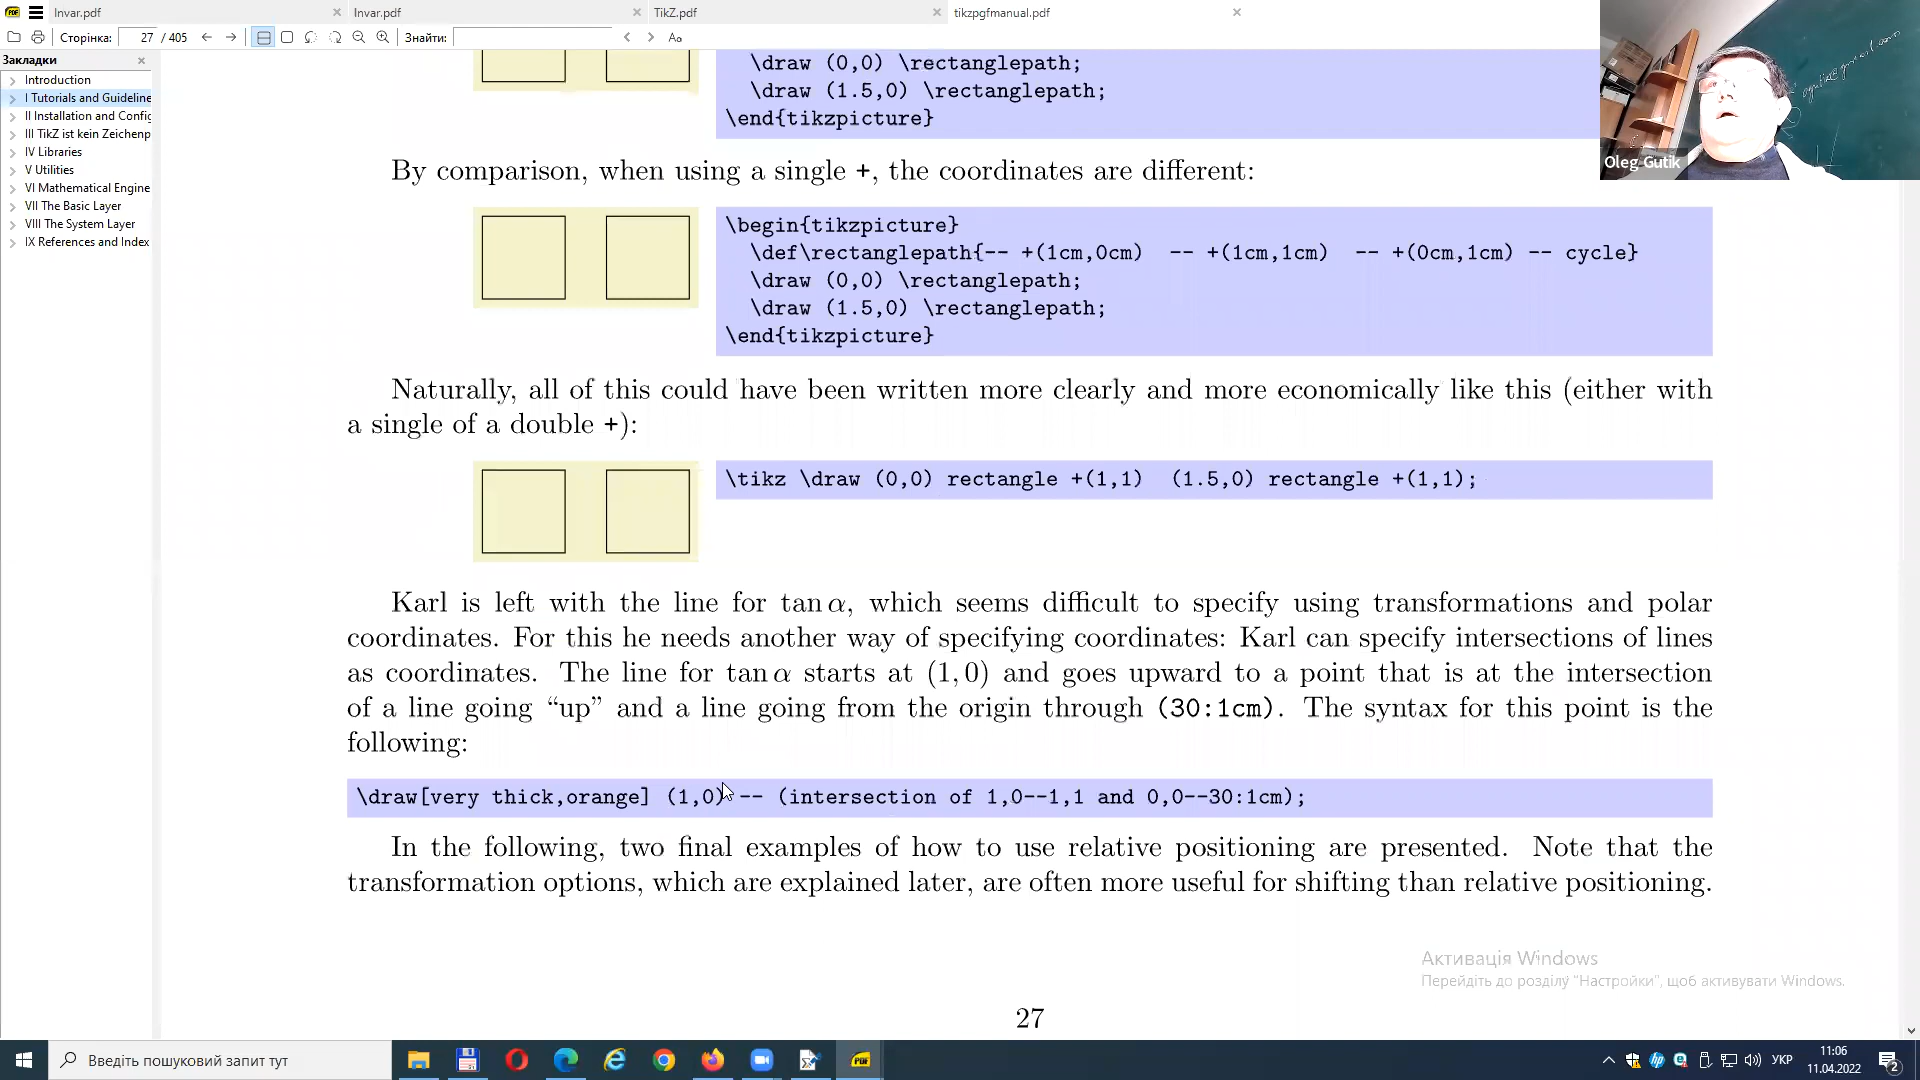 Invar.pdf
Invar.pdf
TikZ.pdf
tikzpgfmanual.pdf
Сторінка: 27 / 405
Знайти:
Aa
Закладки
Introduction
I Tutorials and Guideline
II Installation and Config
III TikZ ist kein Zeichenp
IV Libraries
V Utilities
VI Mathematical Engine
VII The Basic Layer
VIII The System Layer
IX References and Index
\draw (0,0) \rectanglepath;
\draw (1.5,0) \rectanglepath;
\end{tikzpicture}
By comparison, when using a single +, the coordinates are different:
\begin{tikzpicture}
\def\rectanglepath{-- +(1cm,0cm) -- +(1cm,1cm) -- +(0cm,1cm) -- cycle}
\draw (0,0) \rectanglepath;
\draw (1.5,0) \rectanglepath;
\end{tikzpicture}
Naturally, all of this could have been written more clearly and more economically like this (either with
a single of a double +):
\tikz \draw (0,0) rectangle +(1,1) (1.5,0) rectangle +(1,1);
Karl is left with the line for tan α, which seems difficult to specify using transformations and polar
coordinates. For this he needs another way of specifying coordinates: Karl can specify intersections of lines
as coordinates. The line for tan α starts at (1, 0) and goes upward to a point that is at the intersection
of a line going “up” and a line going from the origin through (30:1cm). The syntax for this point is the
following:
\draw[very thick,orange] (1,0) -- (intersection of 1,0--1,1 and 0,0--30:1cm);
In the following, two final examples of how to use relative positioning are presented. Note that the
transformation options, which are explained later, are often more useful for shifting than relative positioning.
27
Oleg Gutik
Активація Windows
Перейдіть до розділу "Настройки", щоб активувати Windows.
Введіть пошуковий запит тут
PDF
УКР
11:06
11.04.2022
2